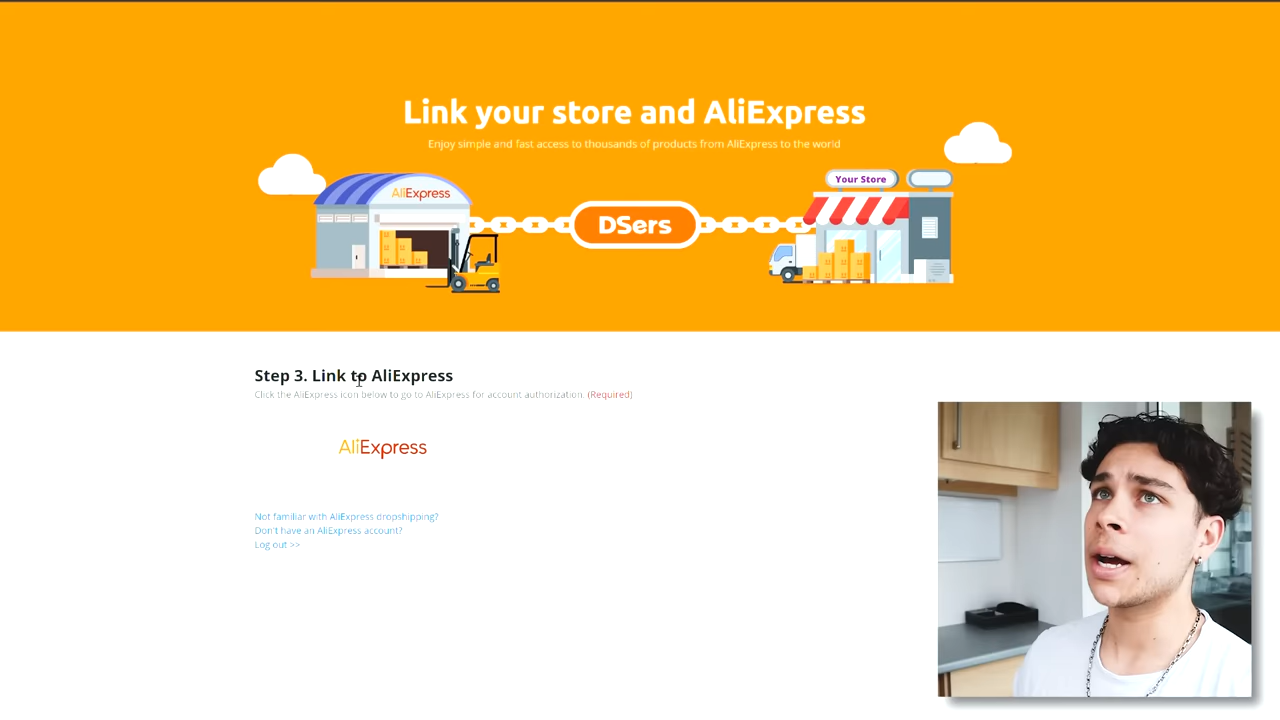 Link your store and AliExpress
Enjoy simple and fast access to thousands of products from AliExpress to the world
AliExpress
DSers
Your Store
Step 3. Link to AliExpress
Click the AliExpress icon below to go to AliExpress for account authorization. (Required)
AliExpress
Not familiar with AliExpress dropshipping?
Don't have an AliExpress account?
Log out >>